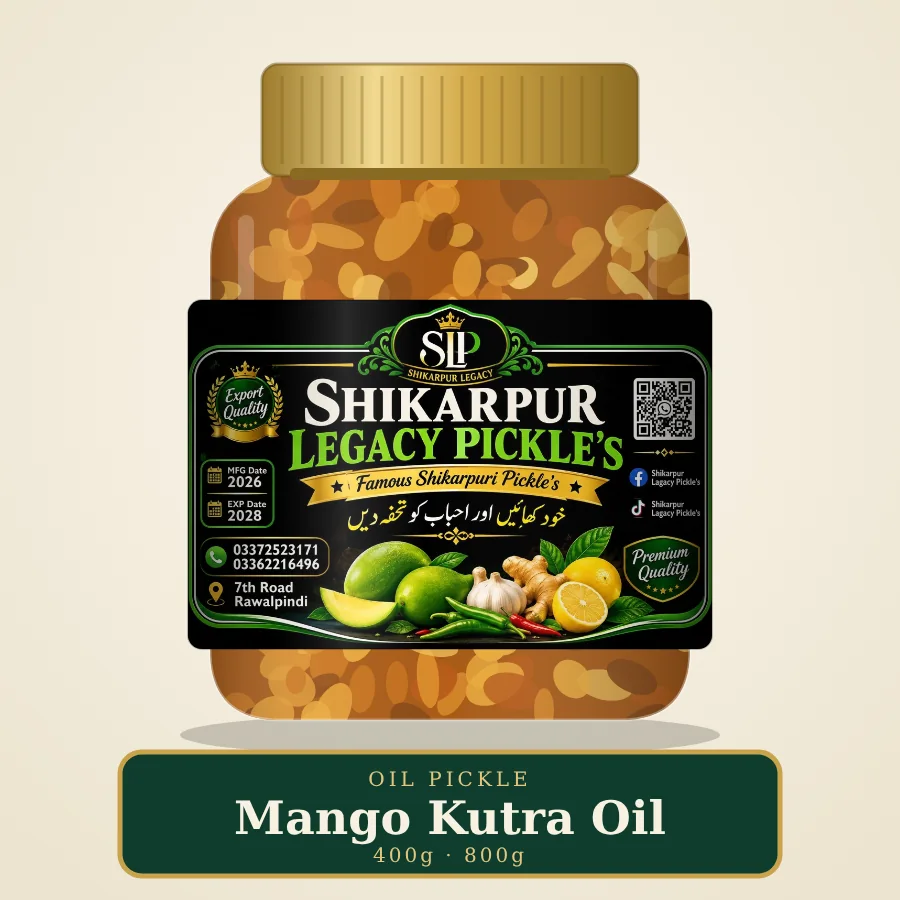 SLP
SHIKARPUR LEGACY
SHIKARPUR
LEGACY PICKLE'S
Famous Shikarpuri Pickle's
خود کھائیں اور احباب کو تحفہ دیں
Export
Quality
MFG Date
2026
EXP Date
2028
03372523171
03362216496
7th Road
Rawalpindi
Shikarpur
Legacy Pickle's
Shikarpur
Legacy Pickle's
Premium
Quality
OIL PICKLE
Mango Kutra Oil
400g · 800g